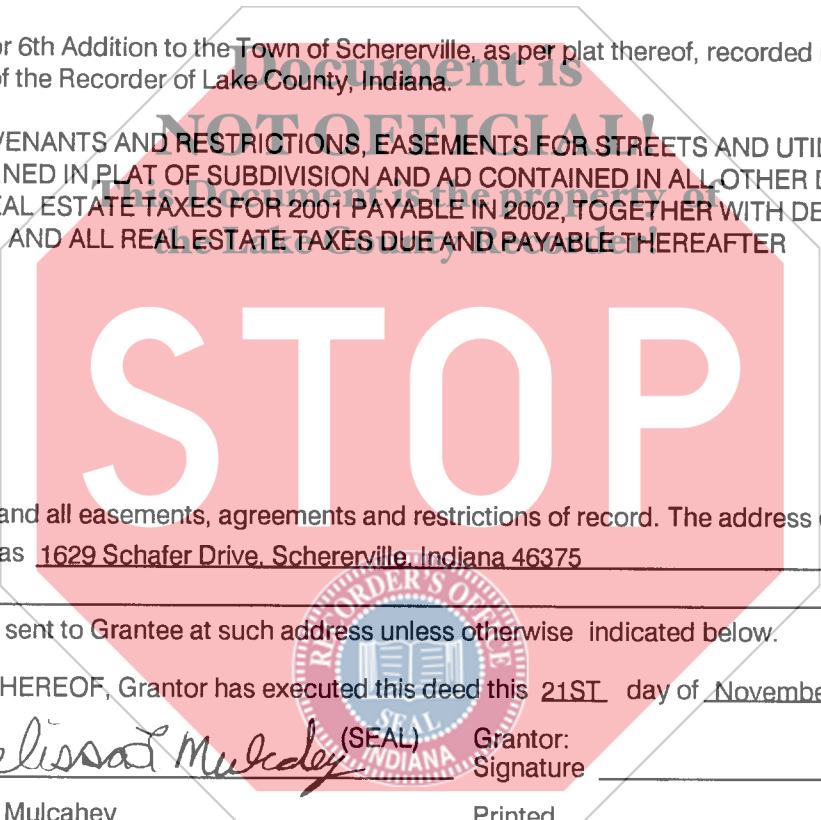 or 6th Addition to the Town of Schererville, as per plat thereof, recorded
of the Recorder of Lake County, Indiana.
Document is
NOT OFFICIAL!
This Document is the property of
the Lake County Recorder!
VENANTS AND RESTRICTIONS, EASEMENTS FOR STREETS AND UTI
NED IN PLAT OF SUBDIVISION AND AD CONTAINED IN ALL OTHER
EAL ESTATE TAXES FOR 2001 PAYABLE IN 2002, TOGETHER WITH DE
AND ALL REAL ESTATE TAXES DUE AND PAYABLE THEREAFTER
STOP
and all easements, agreements and restrictions of record. The address
as 1629 Schafer Drive, Schererville, Indiana 46375
sent to Grantee at such address unless otherwise indicated below.
HEREOF, Grantor has executed this deed this 21ST day of Novembe
RECORDER'S OFFICE
SEAL
INDIANA
elissa L Mulcahey (SEAL) Grantor:
Signature
Mulcahey Printed